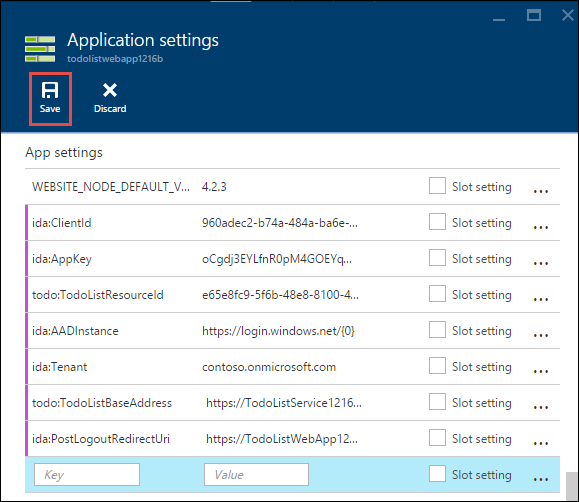 Application settings
todolistwebapp1216b
Save Discard
App settings
WEBSITE_NODE_DEFAULT_V... 4.2.3 Slot setting ...
ida:ClientId 960adec2-b74a-484a-ba6e-... Slot setting ...
ida:AppKey oCgdj3EYLfnR0pM4GOEYq... Slot setting ...
todo:TodoListResourceId e65e8fc9-5f6b-48e8-8100-4... Slot setting ...
ida:AADInstance https://login.windows.net/{0} Slot setting ...
ida:Tenant contoso.onmicrosoft.com Slot setting ...
todo:TodoListBaseAddress https://TodoListService1216... Slot setting ...
ida:PostLogoutRedirectUri https://TodoListWebApp12... Slot setting ...
Key Value Slot setting ...